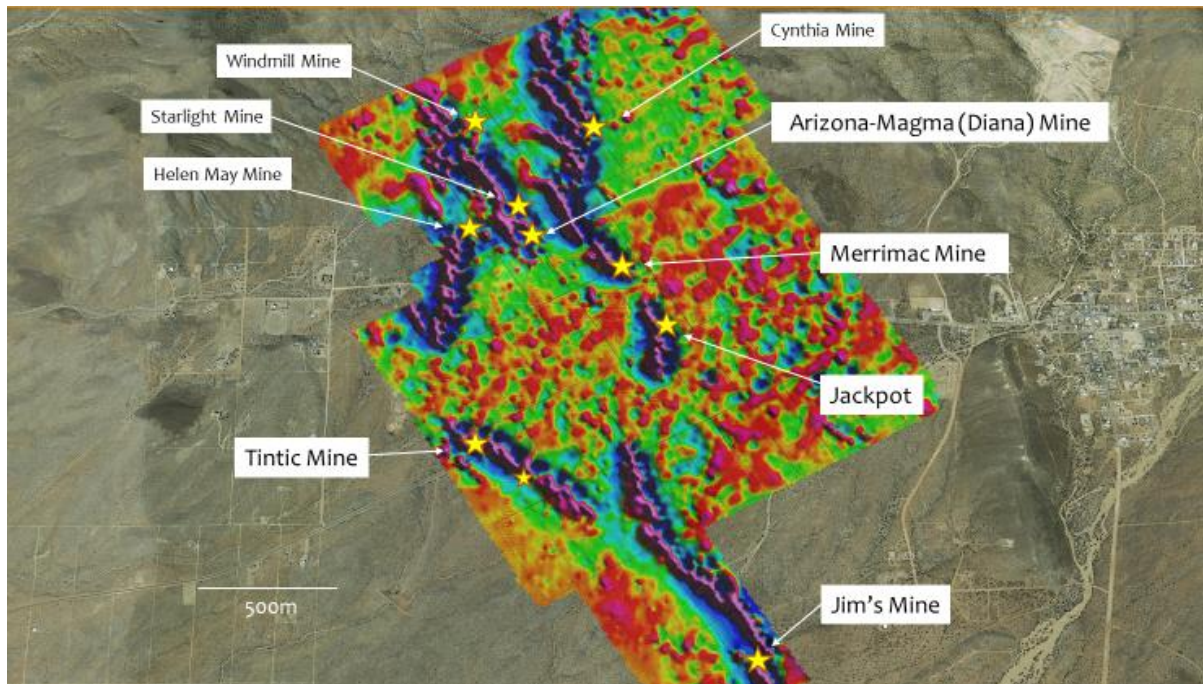 Cynthia Mine
Windmill Mine
Starlight Mine
Arizona-Magma (Diana) Mine
Helen May Mine
Merrimac Mine
Jackpot
Tintic Mine
500m
Jim's Mine